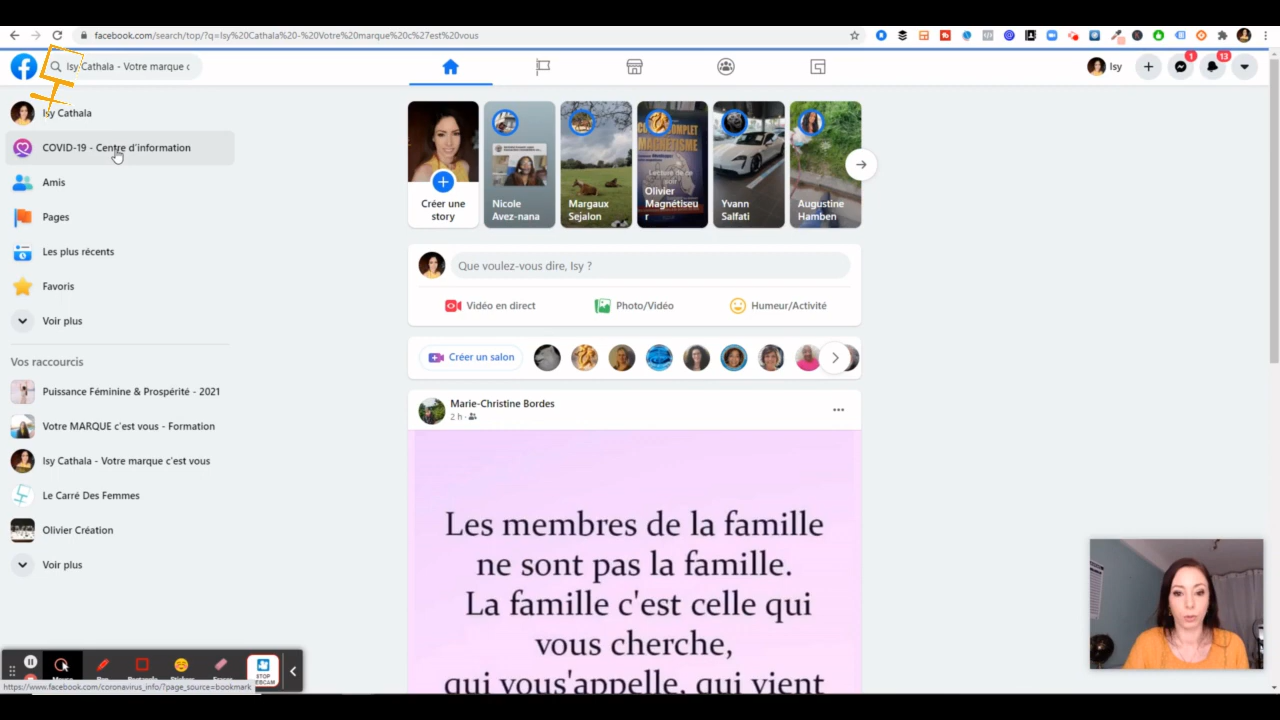 facebook.com/search/top/?q=Isy%20Cathala%20-%20Votre%20marque%20c%27est%20vous
Isy Cathala - Votre marque c
Isy
1
13
Isy Cathala
COVID-19 - Centre d'information
Amis
Pages
Les plus récents
Favoris
Voir plus
Vos raccourcis
Puissance Féminine & Prospérité - 2021
Votre MARQUE c'est vous - Formation
Isy Cathala - Votre marque c'est vous
Le Carré Des Femmes
Olivier Création
Voir plus
Créer une
story
Nicole
Avez-nana
Margaux
Sejalon
MAGNÉTISME
Olivier
Magnétiseu
r
Yvann
Salfati
Augustine
Hamben
Que voulez-vous dire, Isy ?
Vidéo en direct
Photo/Vidéo
Humeur/Activité
Créer un salon
Marie-Christine Bordes
2 h
Les membres de la famille
ne sont pas la famille.
La famille c'est celle qui
vous cherche,
qui vous'appelle, qui vient
STOP
https://www.facebook.com/coronavirus_info/?page_source=bookmark